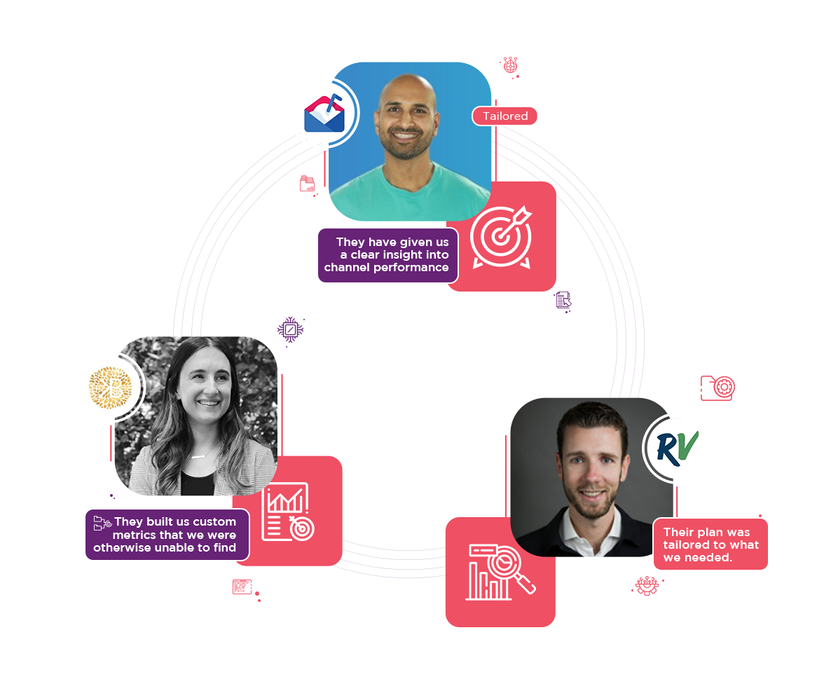 Tailored
They have given us
a clear insight into
channel performance
They built us custom
metrics that we were
otherwise unable to find
RV
Their plan was
tailored to what
we needed.